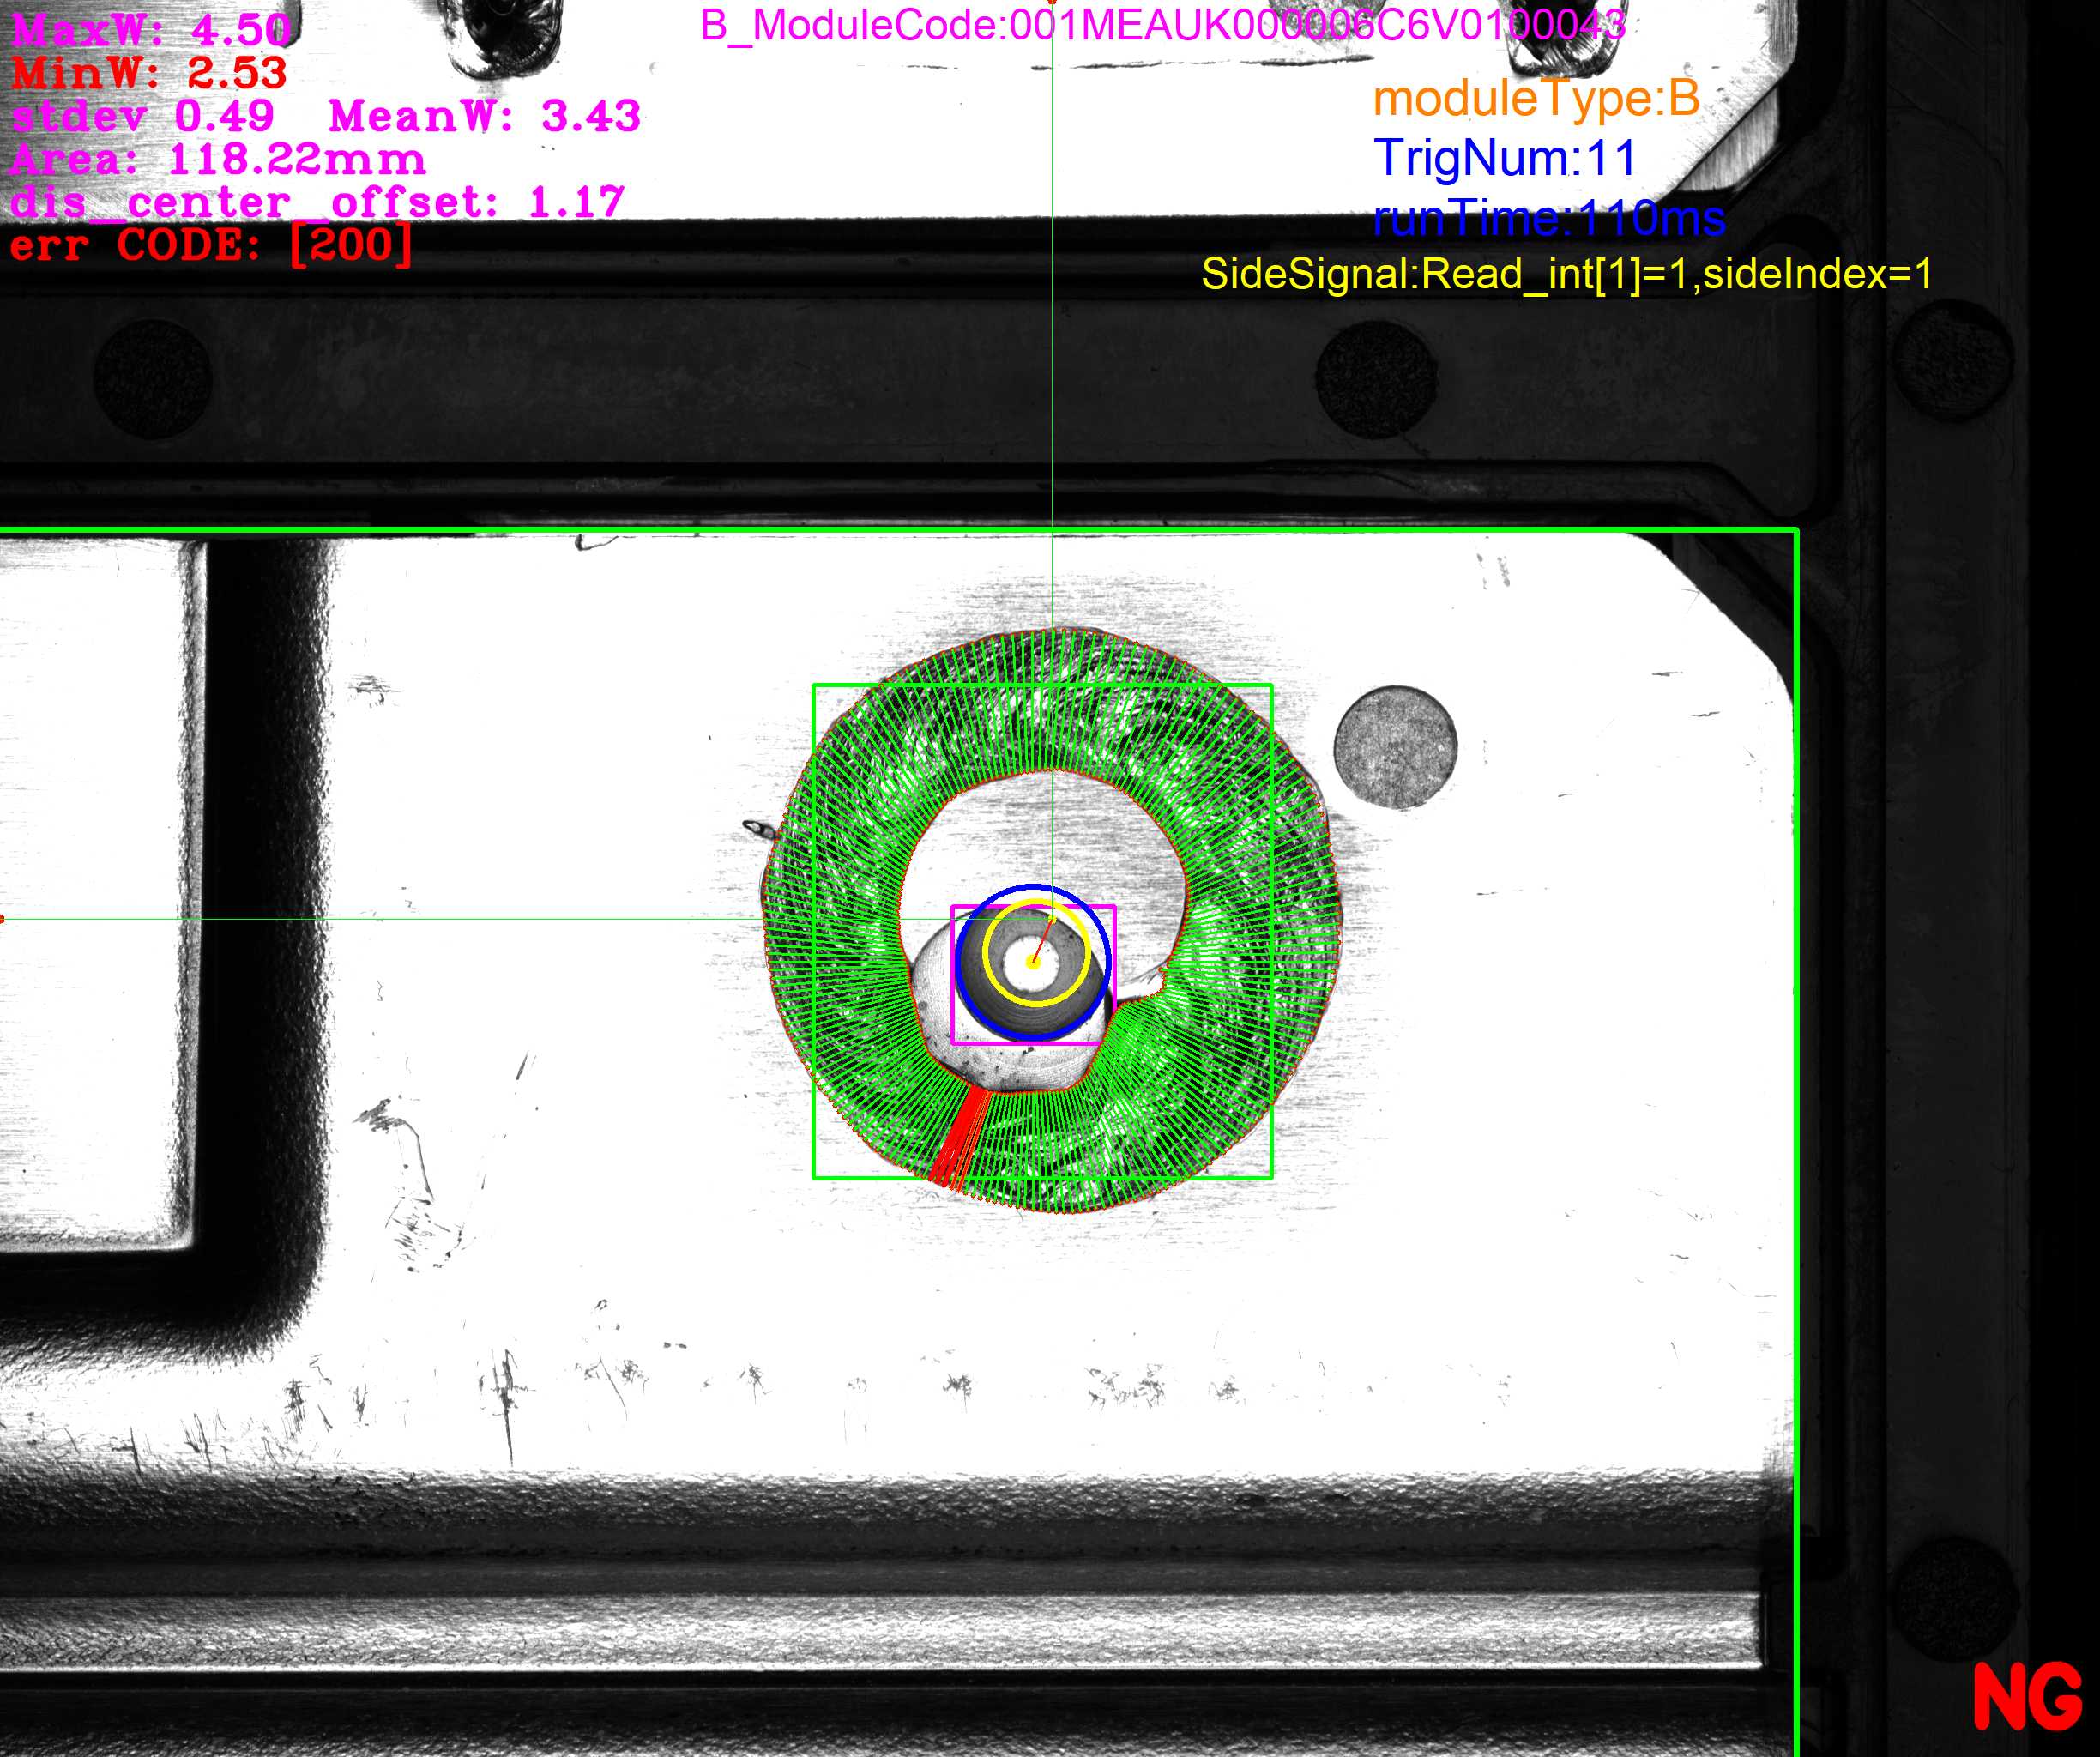 MaxW: 4.50
MinW: 2.53
stdev 0.49 MeanW: 3.43
Area: 118.22mm
dis_center_offset: 1.17
err CODE: [200]
B_ModuleCode:001MEAUK000006C6V0100043
moduleType:B
TrigNum:11
runTime:110ms
SideSignal:Read_int[1]=1,sideIndex=1
NG